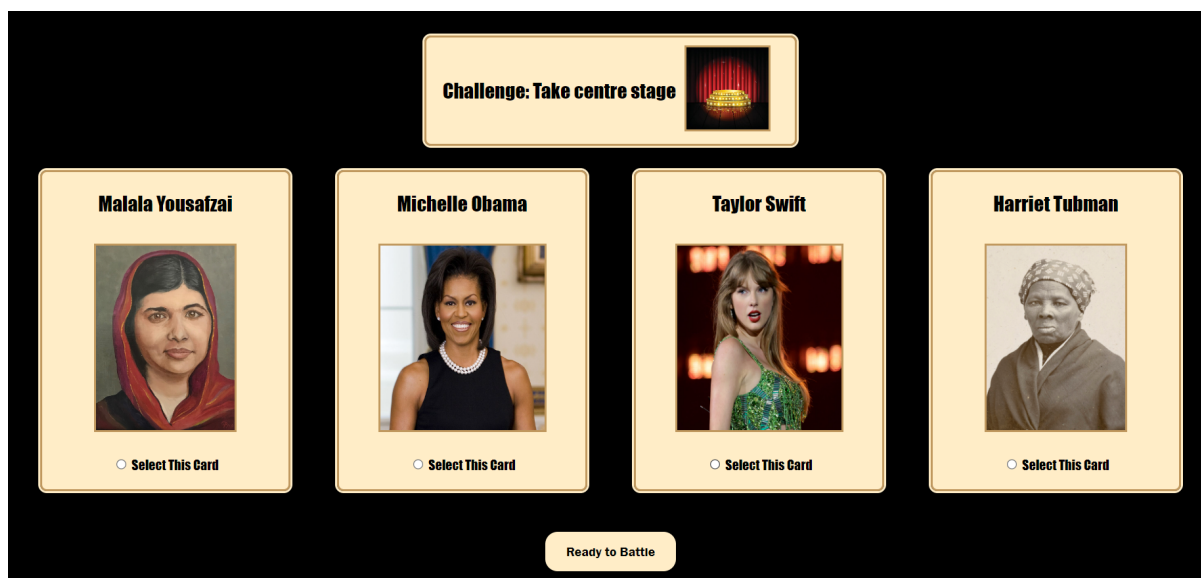 Challenge: Take centre stage
Malala Yousafzai
Michelle Obama
Taylor Swift
Harriet Tubman
Select This Card
Select This Card
Select This Card
Select This Card
Ready to Battle